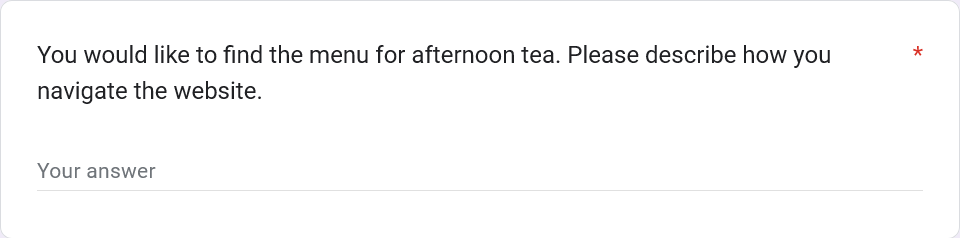 You would like to find the menu for afternoon tea. Please describe how you *
navigate the website.
Your answer